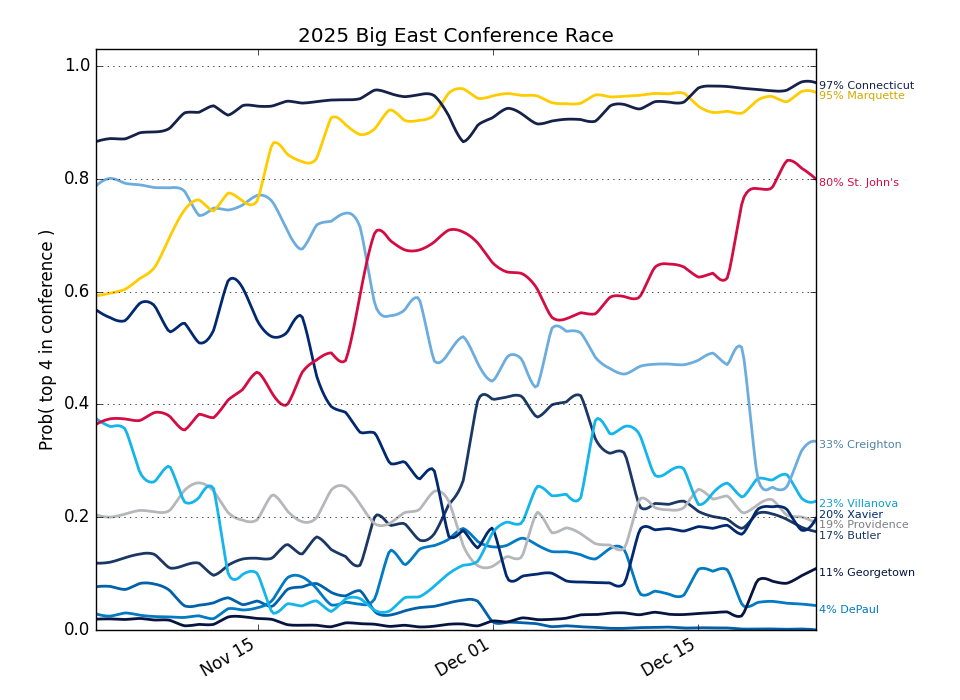 2025 Big East Conference Race
1.0
0.8
0.6
0.4
0.2
0.0
Prob( top 4 in conference )
Nov 15
Dec 01
Dec 15
97% Connecticut
95% Marquette
80% St. John's
33% Creighton
23% Villanova
20% Xavier
19% Providence
17% Butler
11% Georgetown
4% DePaul